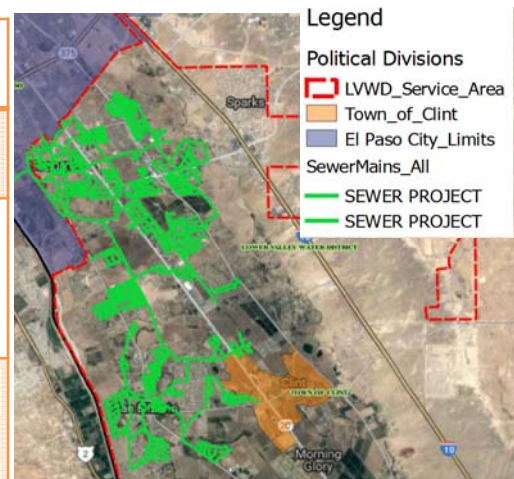 Legend
Political Divisions
LVWD_Service_Area
Town_of_Clint
El Paso City_Limits
SewerMains_All
SEWER PROJECT
SEWER PROJECT
375
Sparks
LOWER VALLEY WATER DISTRICT
Clint
TOWN OF CLINT
20
Morning
Glory
2
10